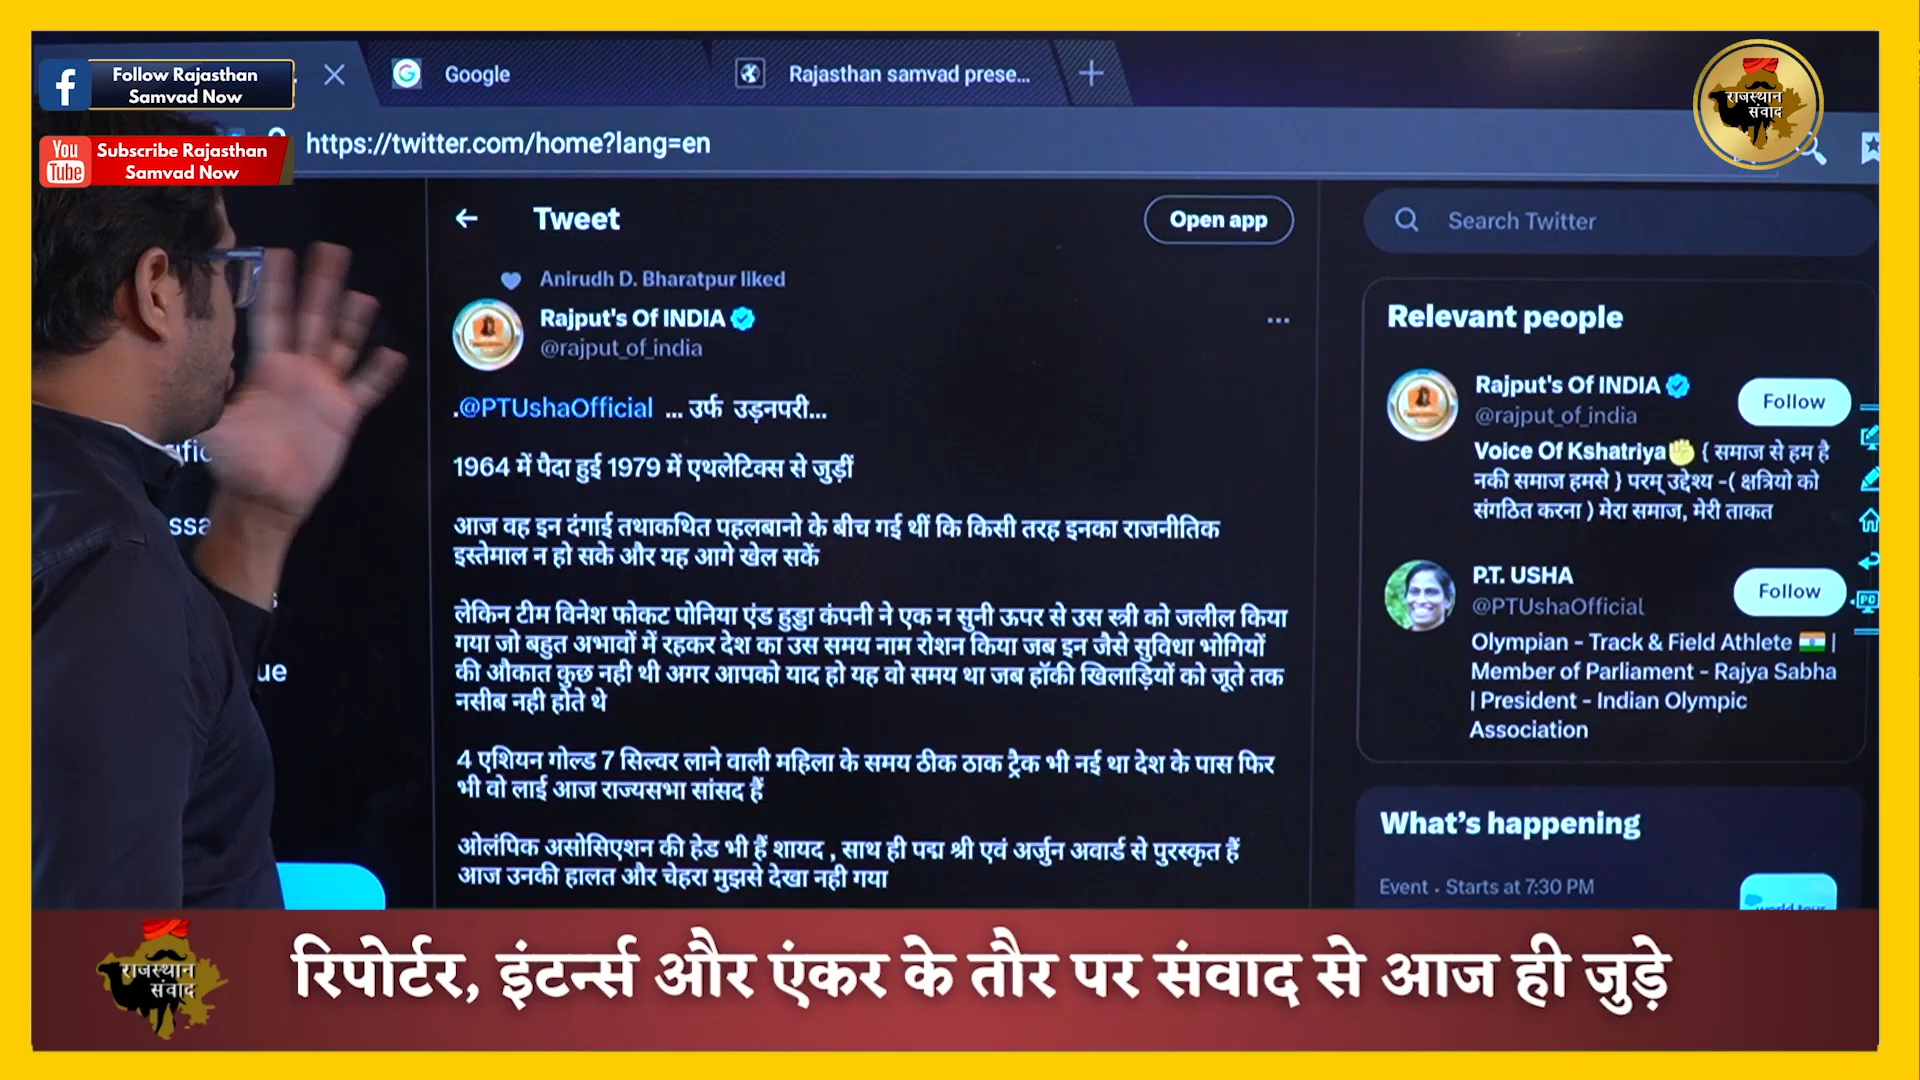 Follow Rajasthan
Samvad Now
You
Tube
Subscribe Rajasthan
Samvad Now
Google
Rajasthan samvad prese...
https://twitter.com/home?lang=en
राजस्थान
संवाद
Tweet
Open app
Search Twitter
Anirudh D. Bharatpur liked
Rajput's Of INDIA
@rajput_of_india
.@PTUshaOfficial ... उर्फ उड़नपरी...
1964 में पैदा हुई 1979 में एथलेटिक्स से जुड़ीं
आज वह इन दंगाई तथाकथित पहलबानो के बीच गई थीं कि किसी तरह इनका राजनीतिक
इस्तेमाल न हो सके और यह आगे खेल सकें
लेकिन टीम विनेश फोकट पोनिया एंड हुड्डा कंपनी ने एक न सुनी ऊपर से उस स्त्री को जलील किया
गया जो बहुत अभावों में रहकर देश का उस समय नाम रोशन किया जब इन जैसे सुविधा भोगियों
की औकात कुछ नही थी अगर आपको याद हो यह वो समय था जब हॉकी खिलाड़ियों को जूते तक
नसीब नही होते थे
4 एशियन गोल्ड 7 सिल्वर लाने वाली महिला के समय ठीक ठाक ट्रैक भी नई था देश के पास फिर
भी वो लाई आज राज्यसभा सांसद हैं
ओलंपिक असोसिएशन की हेड भी हैं शायद , साथ ही पद्म श्री एवं अर्जुन अवार्ड से पुरस्कृत हैं
आज उनकी हालत और चेहरा मुझसे देखा नही गया
Relevant people
Rajput's Of INDIA
@rajput_of_india
Follow
Voice Of Kshatriya✊ { समाज से हम है
नकी समाज हमसे } परम् उद्देश्य -( क्षत्रियो को
संगठित करना ) मेरा समाज, मेरी ताकत
P.T. USHA
@PTUshaOfficial
Follow
Olympian - Track & Field Athlete 🇮🇳 |
Member of Parliament - Rajya Sabha
| President - Indian Olympic
Association
What's happening
Event · Starts at 7:30 PM
ssa
ue
PC
राजस्थान
संवाद
रिपोर्टर, इंटर्न्स और एंकर के तौर पर संवाद से आज ही जुड़े